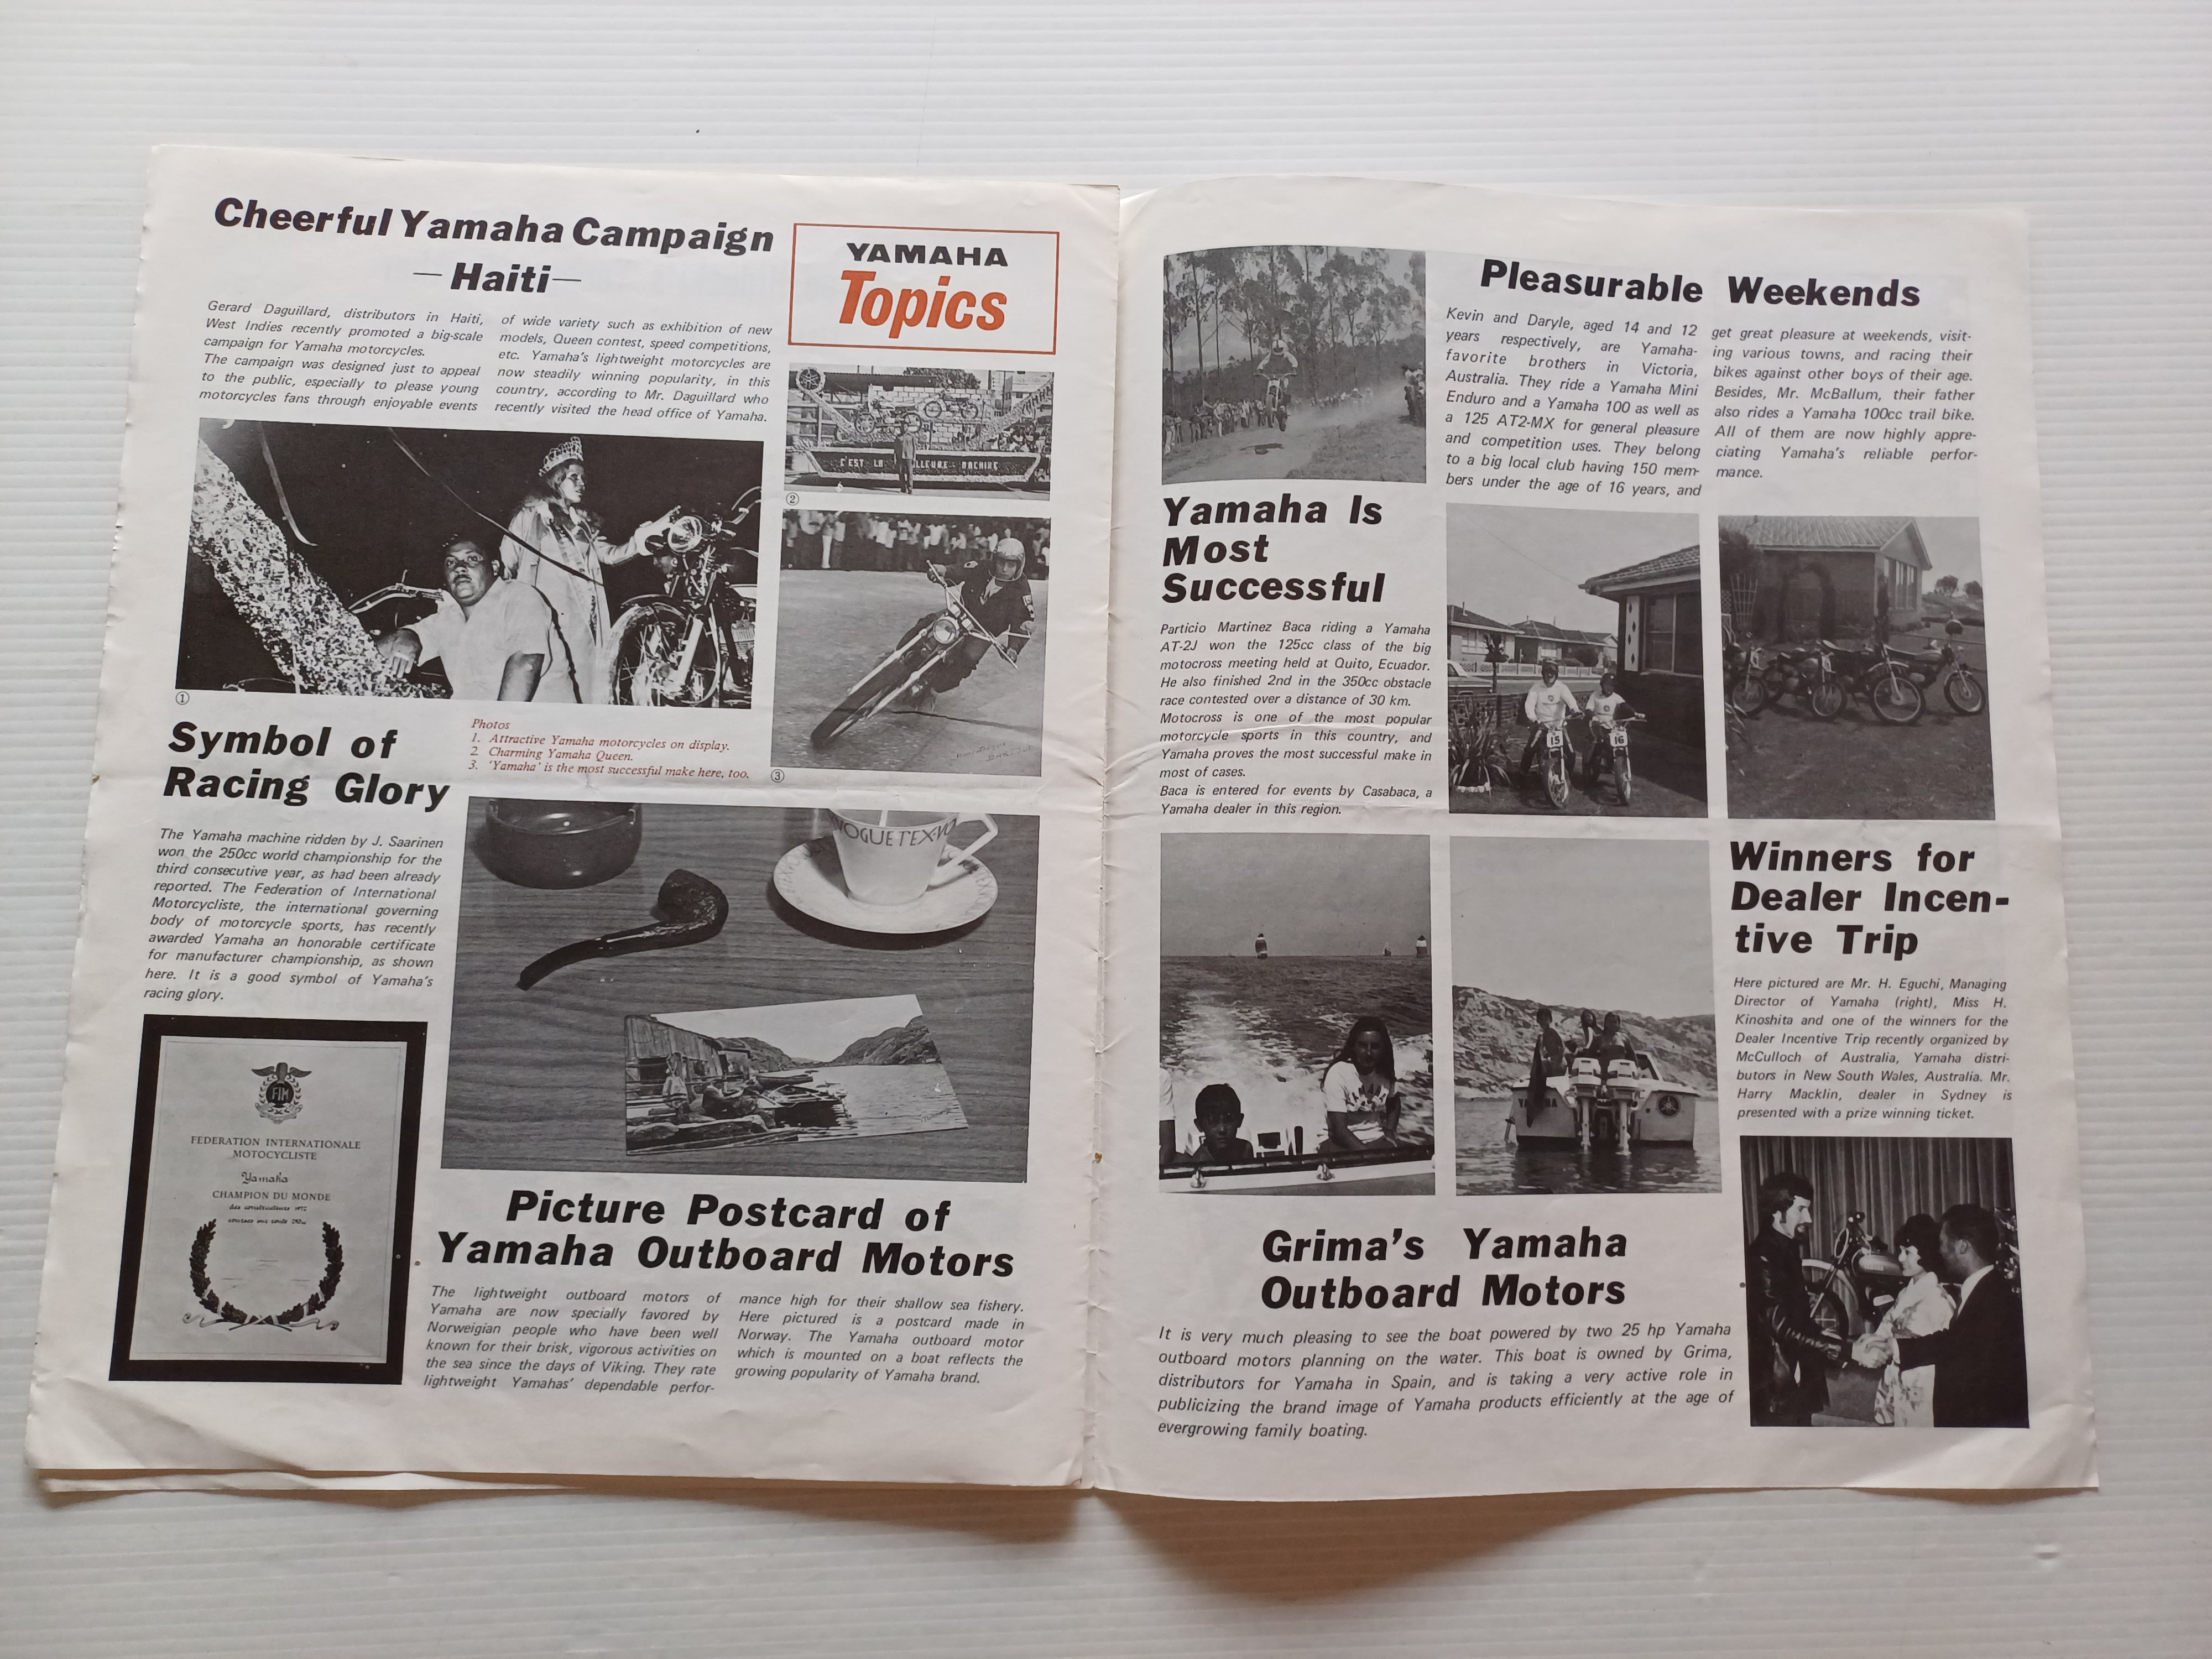 Cheerful Yamaha Campaign
— Haiti —
Gerard Daguillard, distributors in Haiti,
West Indies recently promoted a big-scale
campaign for Yamaha motorcycles.
The campaign was designed just to appeal
to the public, especially to please young
motorcycles fans through enjoyable events
of wide variety such as exhibition of new
models, Queen contest, speed competitions,
etc. Yamaha's lightweight motorcycles are
now steadily winning popularity, in this
country, according to Mr. Daguillard who
recently visited the head office of Yamaha.
YAMAHA
Topics
C'EST LA
LLEURE MACHINE
①
②
③
Photos
1. Attractive Yamaha motorcycles on display.
2. Charming Yamaha Queen.
3. 'Yamaha' is the most successful make here, too.
Symbol of
Racing Glory
The Yamaha machine ridden by J. Saarinen
won the 250cc world championship for the
third consecutive year, as had been already
reported. The Federation of International
Motorcycliste, the international governing
body of motorcycle sports, has recently
awarded Yamaha an honorable certificate
for manufacturer championship, as shown
here. It is a good symbol of Yamaha's
racing glory.
FIM
FEDERATION INTERNATIONALE
MOTOCYCLISTE
Yamaha
CHAMPION DU MONDE
des constructeurs 1972
VOGUE TEX
Picture Postcard of
Yamaha Outboard Motors
The lightweight outboard motors of
Yamaha are now specially favored by
Norweigian people who have been well
known for their brisk, vigorous activities on
the sea since the days of Viking. They rate
lightweight Yamahas' dependable perfor-
mance high for their shallow sea fishery.
Here pictured is a postcard made in
Norway. The Yamaha outboard motor
which is mounted on a boat reflects the
growing popularity of Yamaha brand.
Yamaha Is
Most
Successful
Particio Martinez Baca riding a Yamaha
AT-2J won the 125cc class of the big
motocross meeting held at Quito, Ecuador.
He also finished 2nd in the 350cc obstacle
race contested over a distance of 30 km.
Motocross is one of the most popular
motorcycle sports in this country, and
Yamaha proves the most successful make in
most of cases.
Baca is entered for events by Casabaca, a
Yamaha dealer in this region.
Pleasurable Weekends
Kevin and Daryle, aged 14 and 12
years respectively, are Yamaha-
favorite brothers in Victoria,
Australia. They ride a Yamaha Mini
Enduro and a Yamaha 100 as well as
a 125 AT2-MX for general pleasure
and competition uses. They belong
to a big local club having 150 mem-
bers under the age of 16 years, and
get great pleasure at weekends, visit-
ing various towns, and racing their
bikes against other boys of their age.
Besides, Mr. McBallum, their father
also rides a Yamaha 100cc trail bike.
All of them are now highly appre-
ciating Yamaha's reliable perfor-
mance.
15
16
Winners for
Dealer Incen-
tive Trip
Here pictured are Mr. H. Eguchi, Managing
Director of Yamaha (right), Miss H.
Kinoshita and one of the winners for the
Dealer Incentive Trip recently organized by
McCulloch of Australia, Yamaha distri-
butors in New South Wales, Australia. Mr.
Harry Macklin, dealer in Sydney is
presented with a prize winning ticket.
Grima's Yamaha
Outboard Motors
It is very much pleasing to see the boat powered by two 25 hp Yamaha
outboard motors planning on the water. This boat is owned by Grima,
distributors for Yamaha in Spain, and is taking a very active role in
publicizing the brand image of Yamaha products efficiently at the age of
evergrowing family boating.